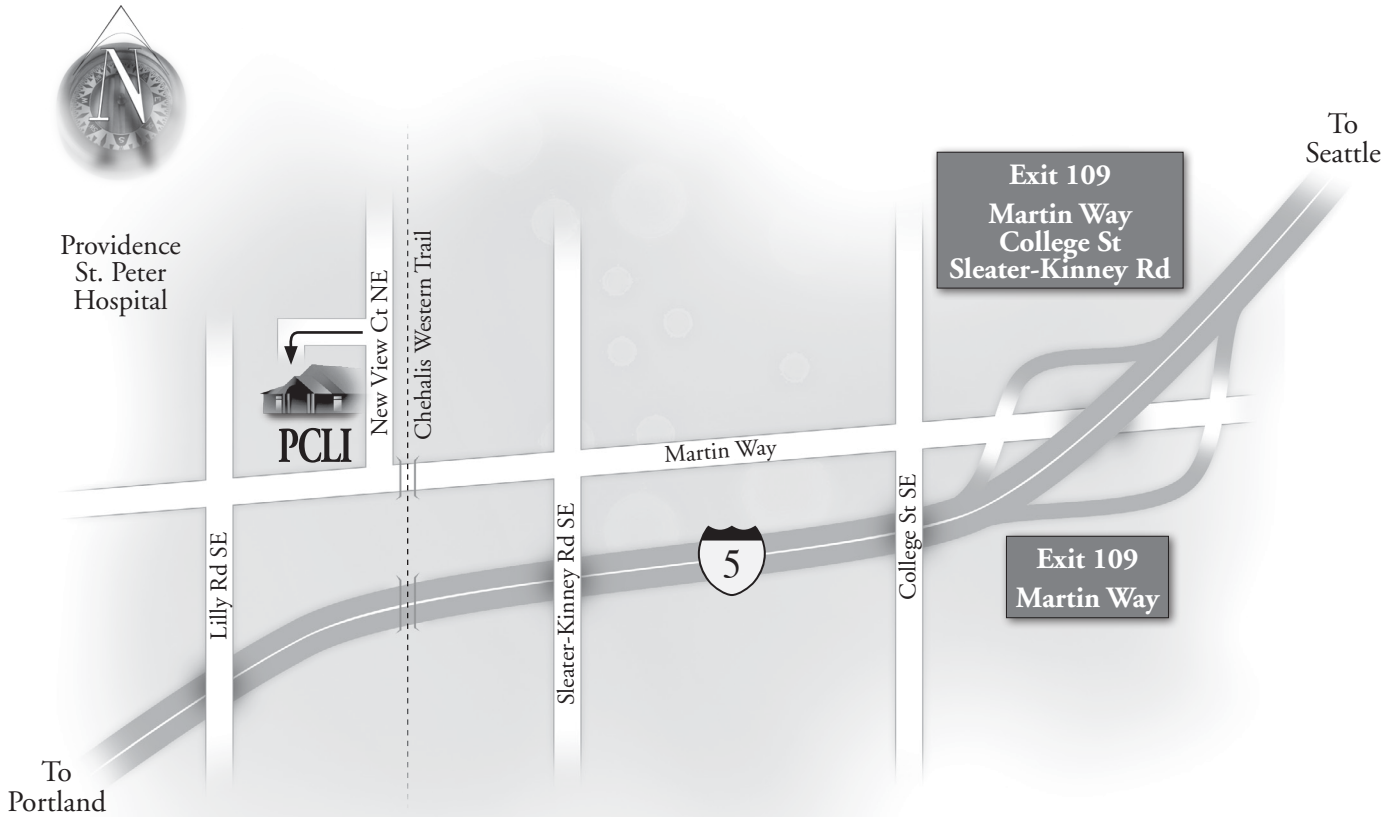 N
To
Seattle
Exit 109
Martin Way
College St
Sleater-Kinney Rd
Providence
St. Peter
Hospital
New View Ct NE
Chehalis Western Trail
PCLI
Martin Way
Lilly Rd SE
Sleater-Kinney Rd SE
5
College St SE
Exit 109
Martin Way
To
Portland